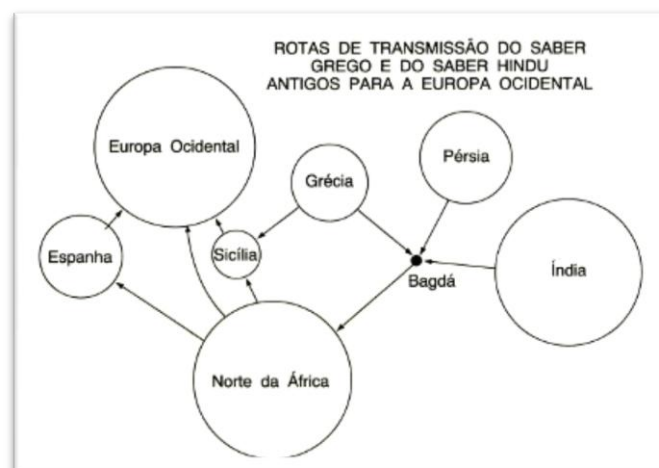 ROTAS DE TRANSMISSÃO DO SABER
GREGO E DO SABER HINDU
ANTIGOS PARA A EUROPA OCIDENTAL
Europa Ocidental
Pérsia
Grécia
Espanha
Sicília
Índia
Bagdá
Norte da África